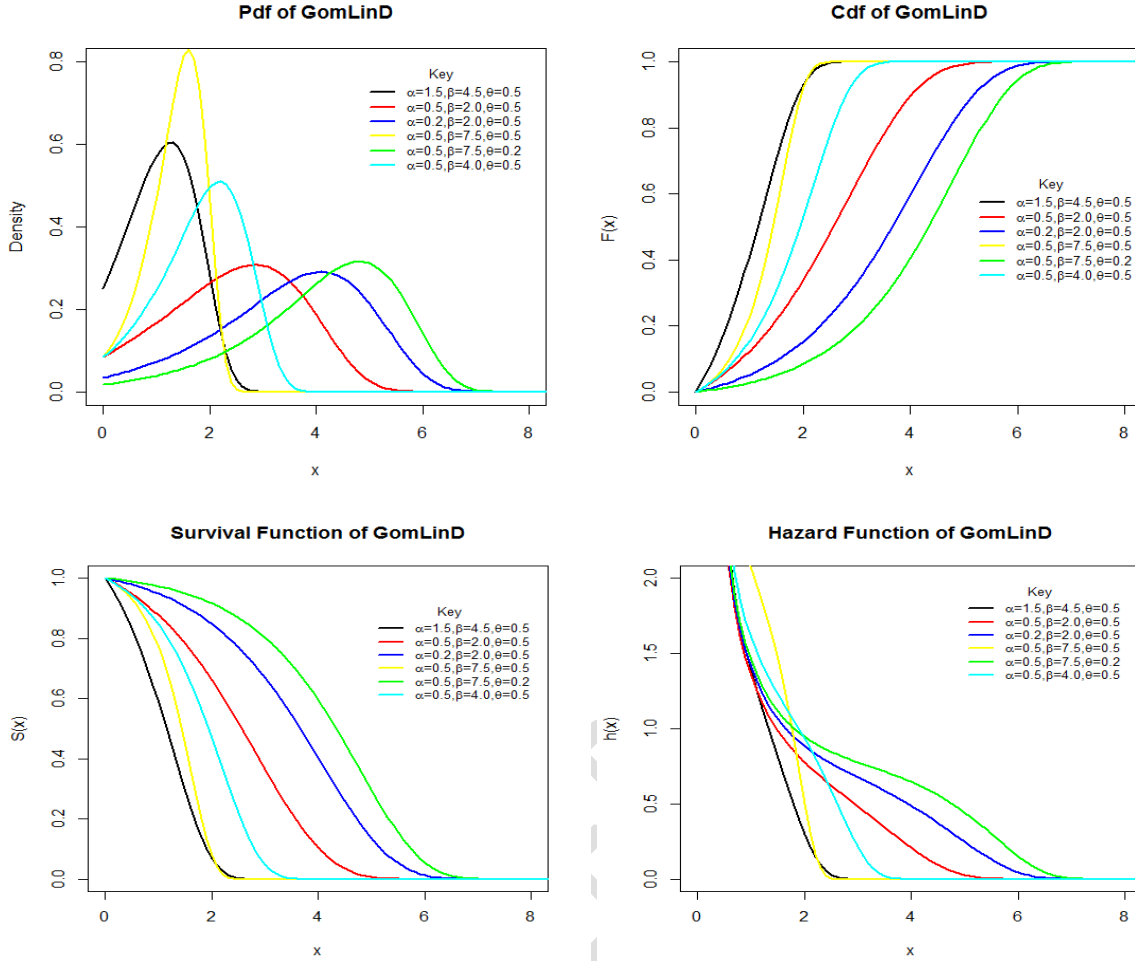 Pdf of GomLinD
Density
0.0 0.2 0.4 0.6 0.8
Key
α=1.5,β=4.5,θ=0.5
α=0.5,β=2.0,θ=0.5
α=0.2,β=2.0,θ=0.5
α=0.5,β=7.5,θ=0.5
α=0.5,β=7.5,θ=0.2
α=0.5,β=4.0,θ=0.5
0 2 4 6 8
x
Cdf of GomLinD
F(x)
0.0 0.2 0.4 0.6 0.8 1.0
Key
α=1.5,β=4.5,θ=0.5
α=0.5,β=2.0,θ=0.5
α=0.2,β=2.0,θ=0.5
α=0.5,β=7.5,θ=0.5
α=0.5,β=7.5,θ=0.2
α=0.5,β=4.0,θ=0.5
0 2 4 6 8
x
Survival Function of GomLinD
S(x)
0.0 0.2 0.4 0.6 0.8 1.0
Key
α=1.5,β=4.5,θ=0.5
α=0.5,β=2.0,θ=0.5
α=0.2,β=2.0,θ=0.5
α=0.5,β=7.5,θ=0.5
α=0.5,β=7.5,θ=0.2
α=0.5,β=4.0,θ=0.5
0 2 4 6 8
x
Hazard Function of GomLinD
h(x)
0.0 0.5 1.0 1.5 2.0
Key
α=1.5,β=4.5,θ=0.5
α=0.5,β=2.0,θ=0.5
α=0.2,β=2.0,θ=0.5
α=0.5,β=7.5,θ=0.5
α=0.5,β=7.5,θ=0.2
α=0.5,β=4.0,θ=0.5
0 2 4 6 8
x